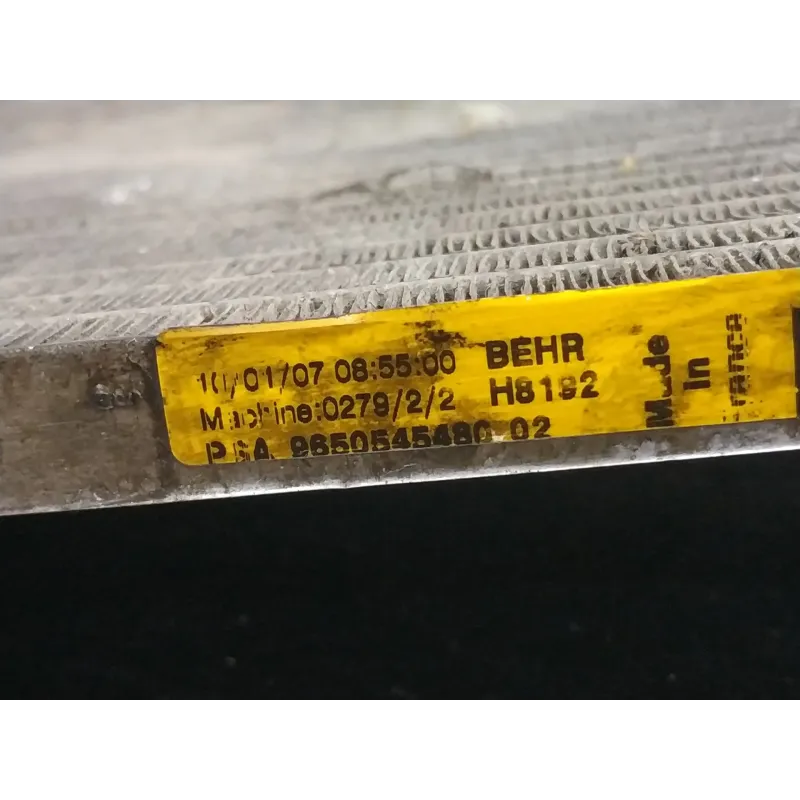 10/01/07 08:55:00 BEHR
Machine:0279/2/2 H8192
PSA 9650545480 02
Made
in
France